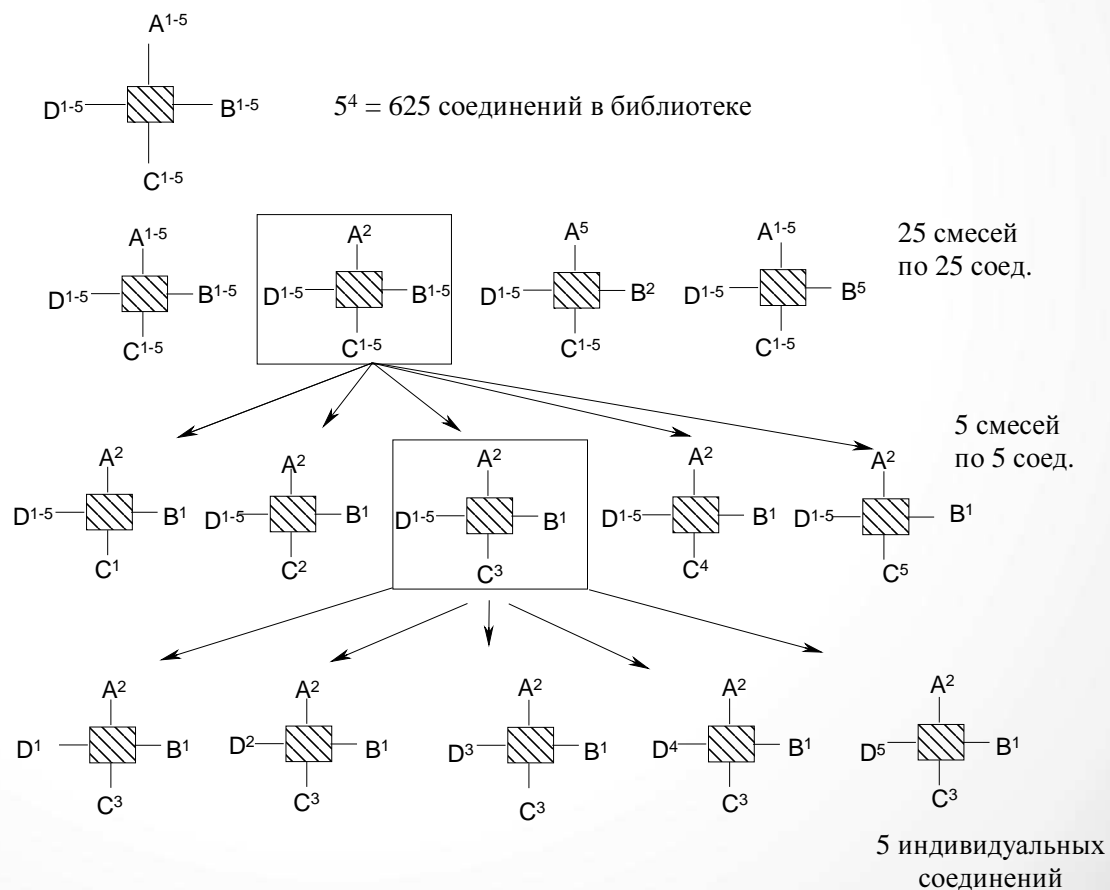 A¹⁻⁵
D¹⁻⁵ B¹⁻⁵ 5⁴ = 625 соединений в библиотеке
C¹⁻⁵
A¹⁻⁵ A² A⁵ A¹⁻⁵ 25 смесей
по 25 соед.
D¹⁻⁵ B¹⁻⁵ D¹⁻⁵ B¹⁻⁵ D¹⁻⁵ B² D¹⁻⁵ B⁵
C¹⁻⁵ C¹⁻⁵ C¹⁻⁵ C¹⁻⁵
5 смесей
по 5 соед.
A² A² A² A² A²
D¹⁻⁵ B¹ D¹⁻⁵ B¹ D¹⁻⁵ B¹ D¹⁻⁵ B¹ D¹⁻⁵ B¹
C¹ C² C³ C⁴ C⁵
A² A² A² A² A²
D¹ B¹ D² B¹ D³ B¹ D⁴ B¹ D⁵ B¹
C³ C³ C³ C³ C³
5 индивидуальных
соединений